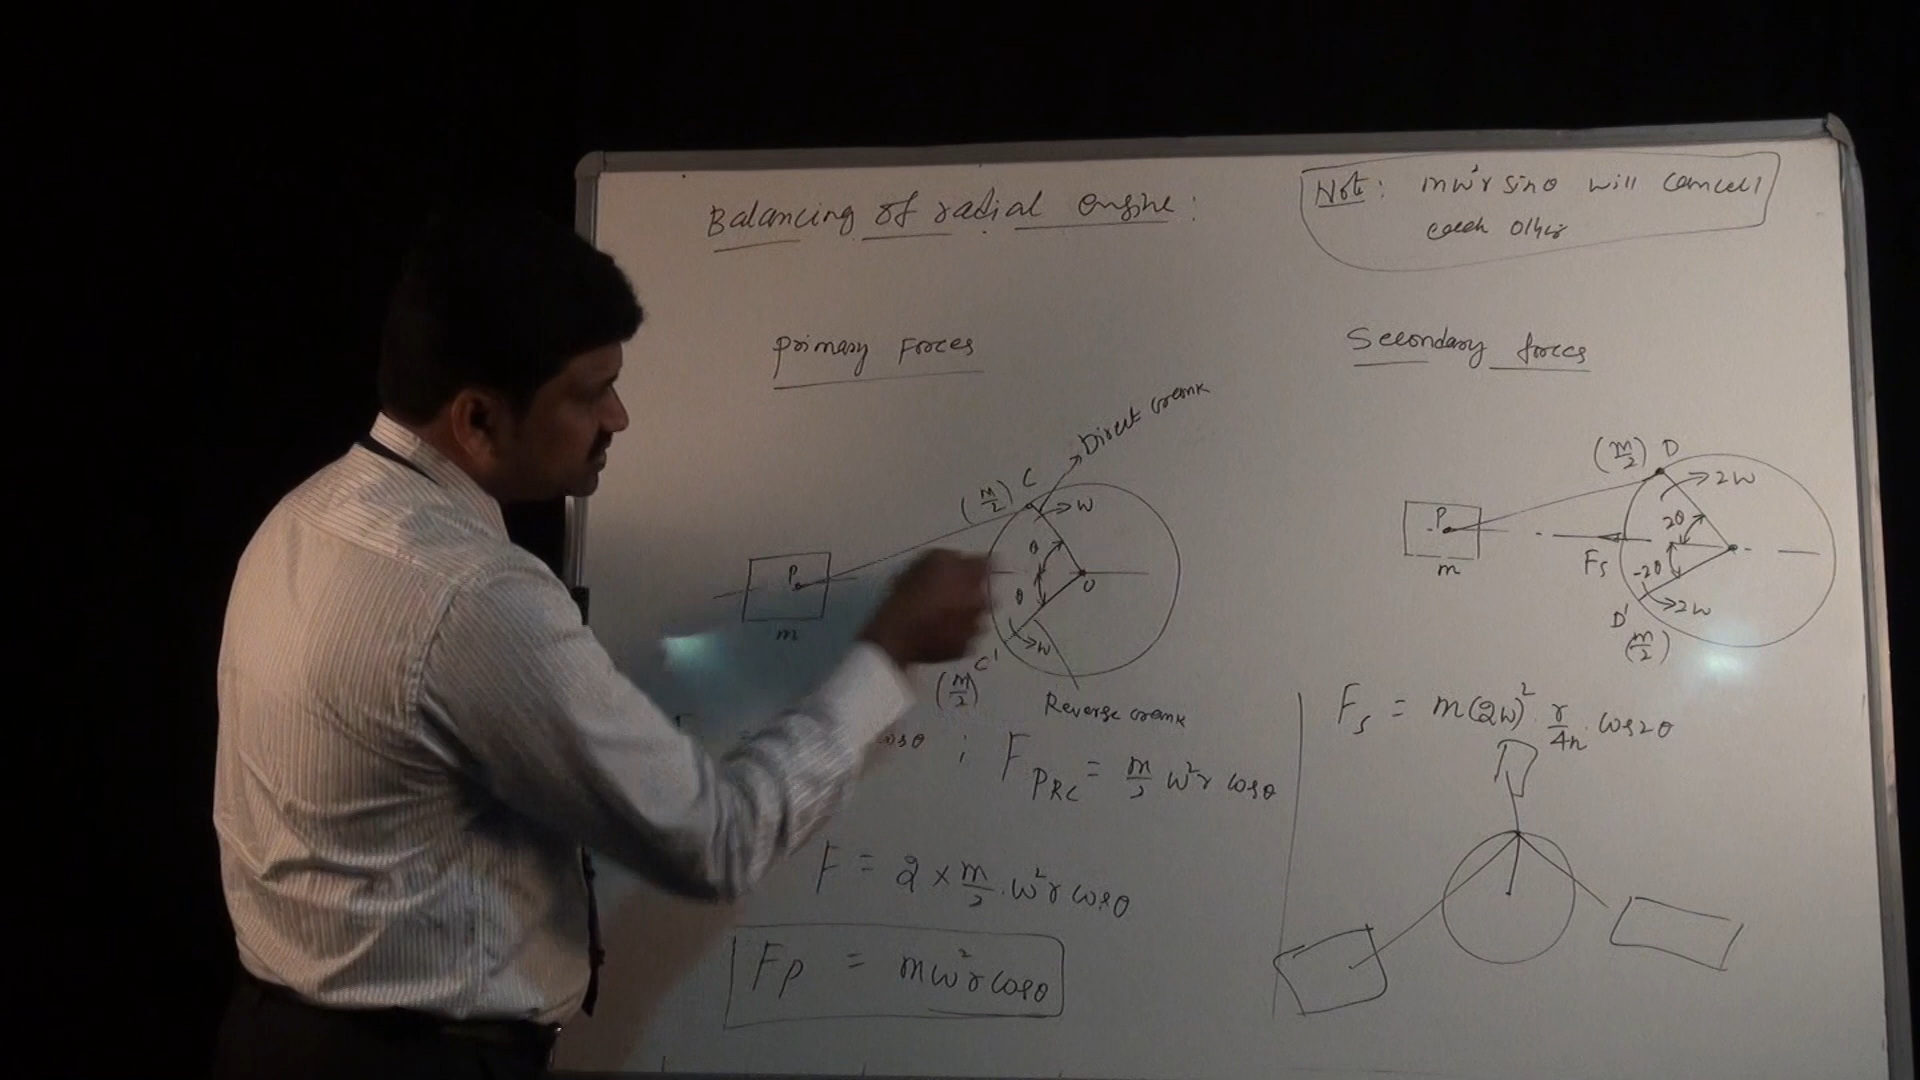 Balancing of radial engine :
Note : mω²r sinθ will cancel
each other
Primary Forces
Direct crank
(m/2) C
ω
θ
P
O
θ
m
ω
C'
(m/2)
Reverse crank
cosθ ; F_PRC = m/2 ω²r cosθ
F = 2 × m/2 . ω²r cosθ
Fp = mω²r cosθ
Secondary forces
(m/2) D
2ω
P
2θ
Fs
-2θ
m
2ω
D'
(m/2)
Fs = m(2ω)² . r/4n . cos2θ